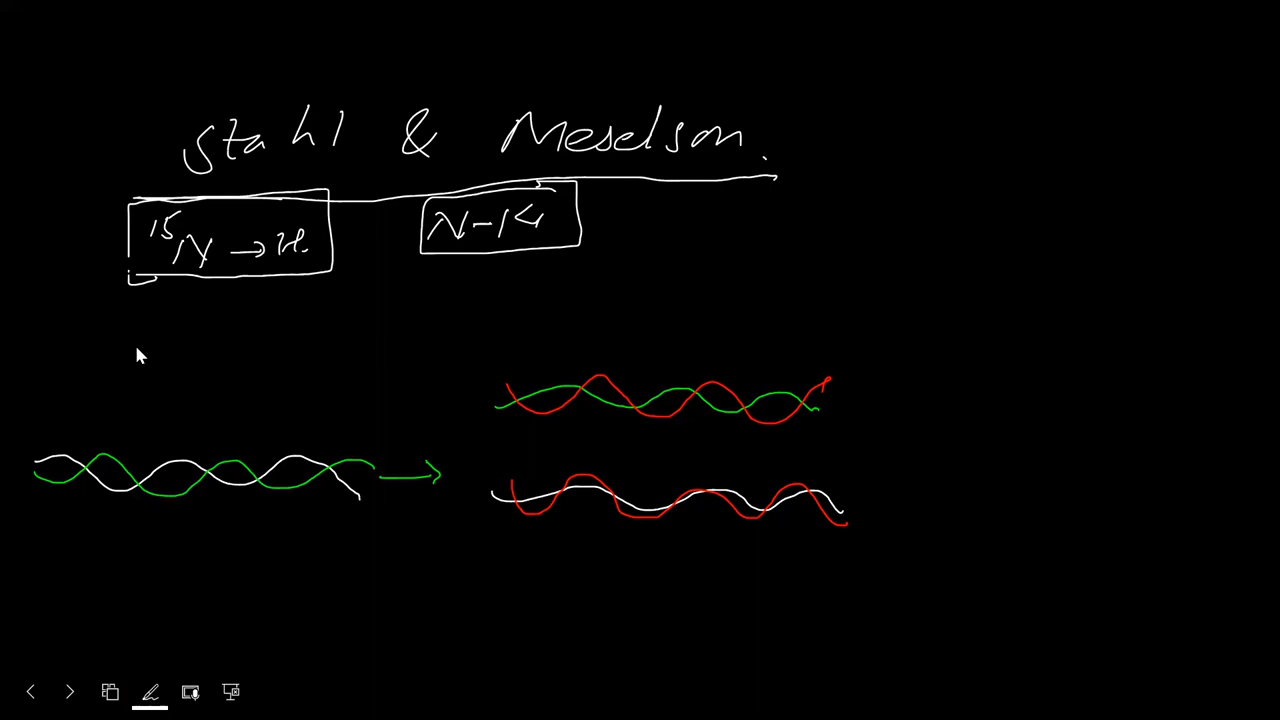 Stahl & Meselson.
¹⁵N → H. N-14